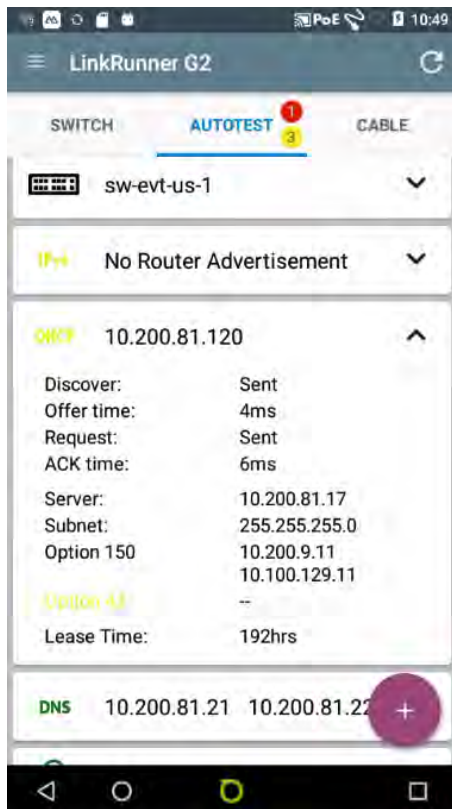 PoE 10:49
LinkRunner G2
SWITCH AUTOTEST 1 3 CABLE
sw-evt-us-1
No Router Advertisement
DHCP 10.200.81.120
Discover: Sent
Offer time: 4ms
Request: Sent
ACK time: 6ms
Server: 10.200.81.17
Subnet: 255.255.255.0
Option 150 10.200.9.11
10.100.129.11
Option 43 --
Lease Time: 192hrs
DNS 10.200.81.21 10.200.81.22
+